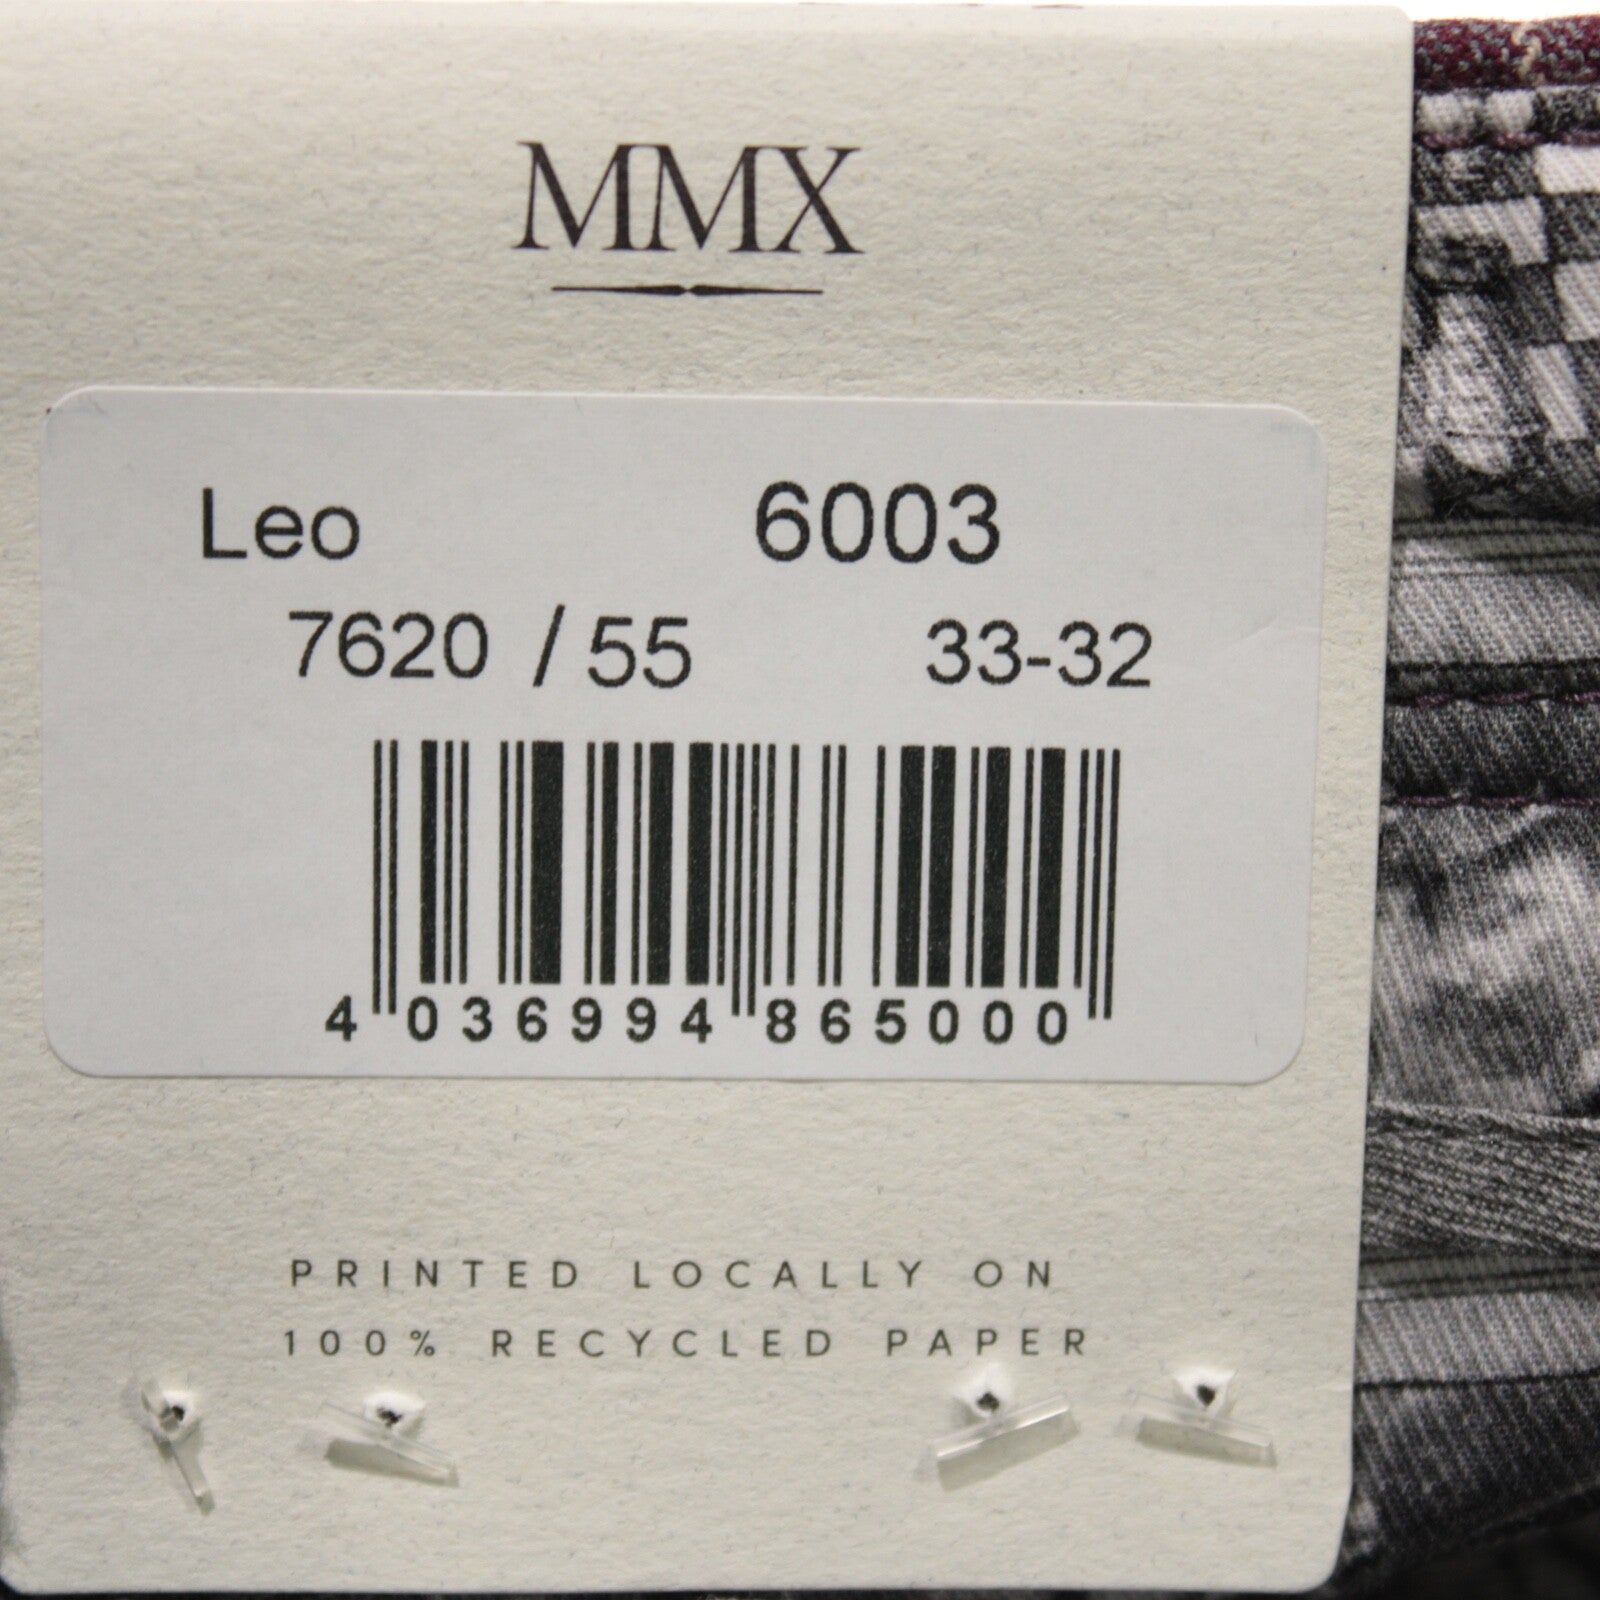 MMX
Leo 6003
7620 / 55 33-32
4 036994 865000
PRINTED LOCALLY ON
100% RECYCLED PAPER